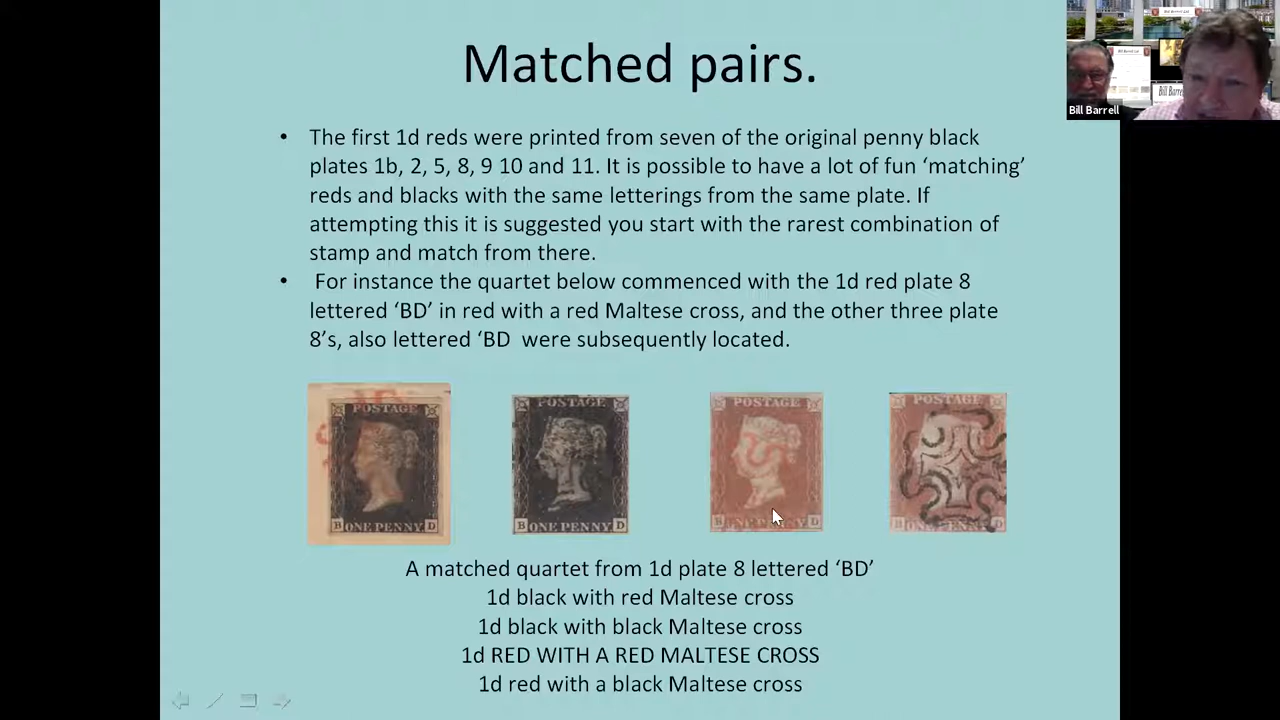 Matched pairs.
Bill Barrell
• The first 1d reds were printed from seven of the original penny black
plates 1b, 2, 5, 8, 9 10 and 11. It is possible to have a lot of fun ‘matching’
reds and blacks with the same letterings from the same plate. If
attempting this it is suggested you start with the rarest combination of
stamp and match from there.
• For instance the quartet below commenced with the 1d red plate 8
lettered ‘BD’ in red with a red Maltese cross, and the other three plate
8’s, also lettered ‘BD were subsequently located.
POSTAGE
B ONE PENNY D
POSTAGE
B ONE PENNY D
POSTAGE
B ONE PENNY D
POSTAGE
B ONE PENNY D
A matched quartet from 1d plate 8 lettered ‘BD’
1d black with red Maltese cross
1d black with black Maltese cross
1d RED WITH A RED MALTESE CROSS
1d red with a black Maltese cross